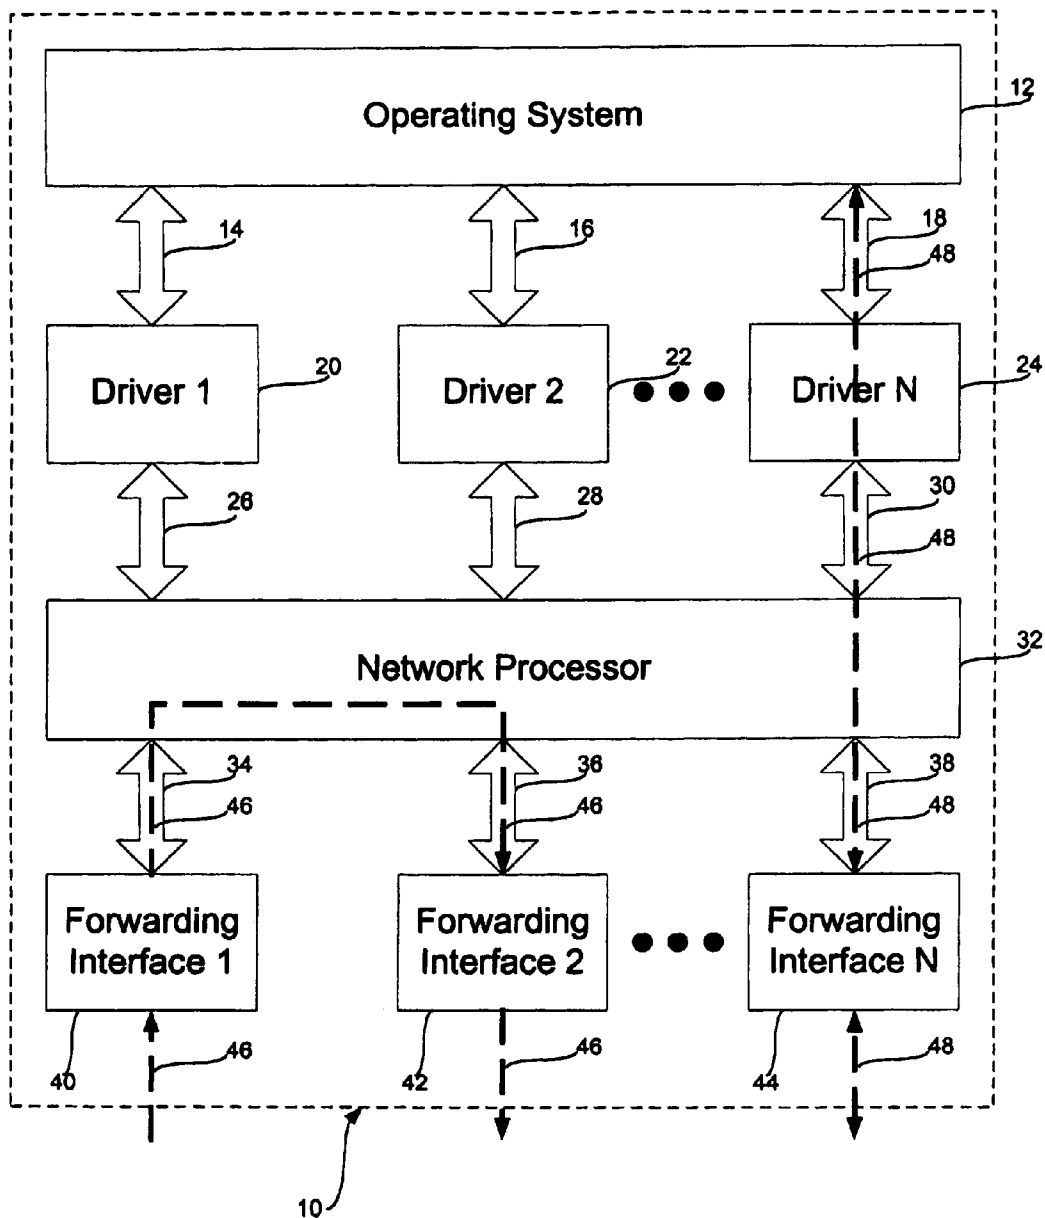 Operating System
12
14
16
18
48
Driver 1
20
Driver 2
22
Driver N
24
26
28
30
48
Network Processor
32
34
46
36
46
38
48
Forwarding
Interface 1
Forwarding
Interface 2
Forwarding
Interface N
40
46
42
46
44
48
10